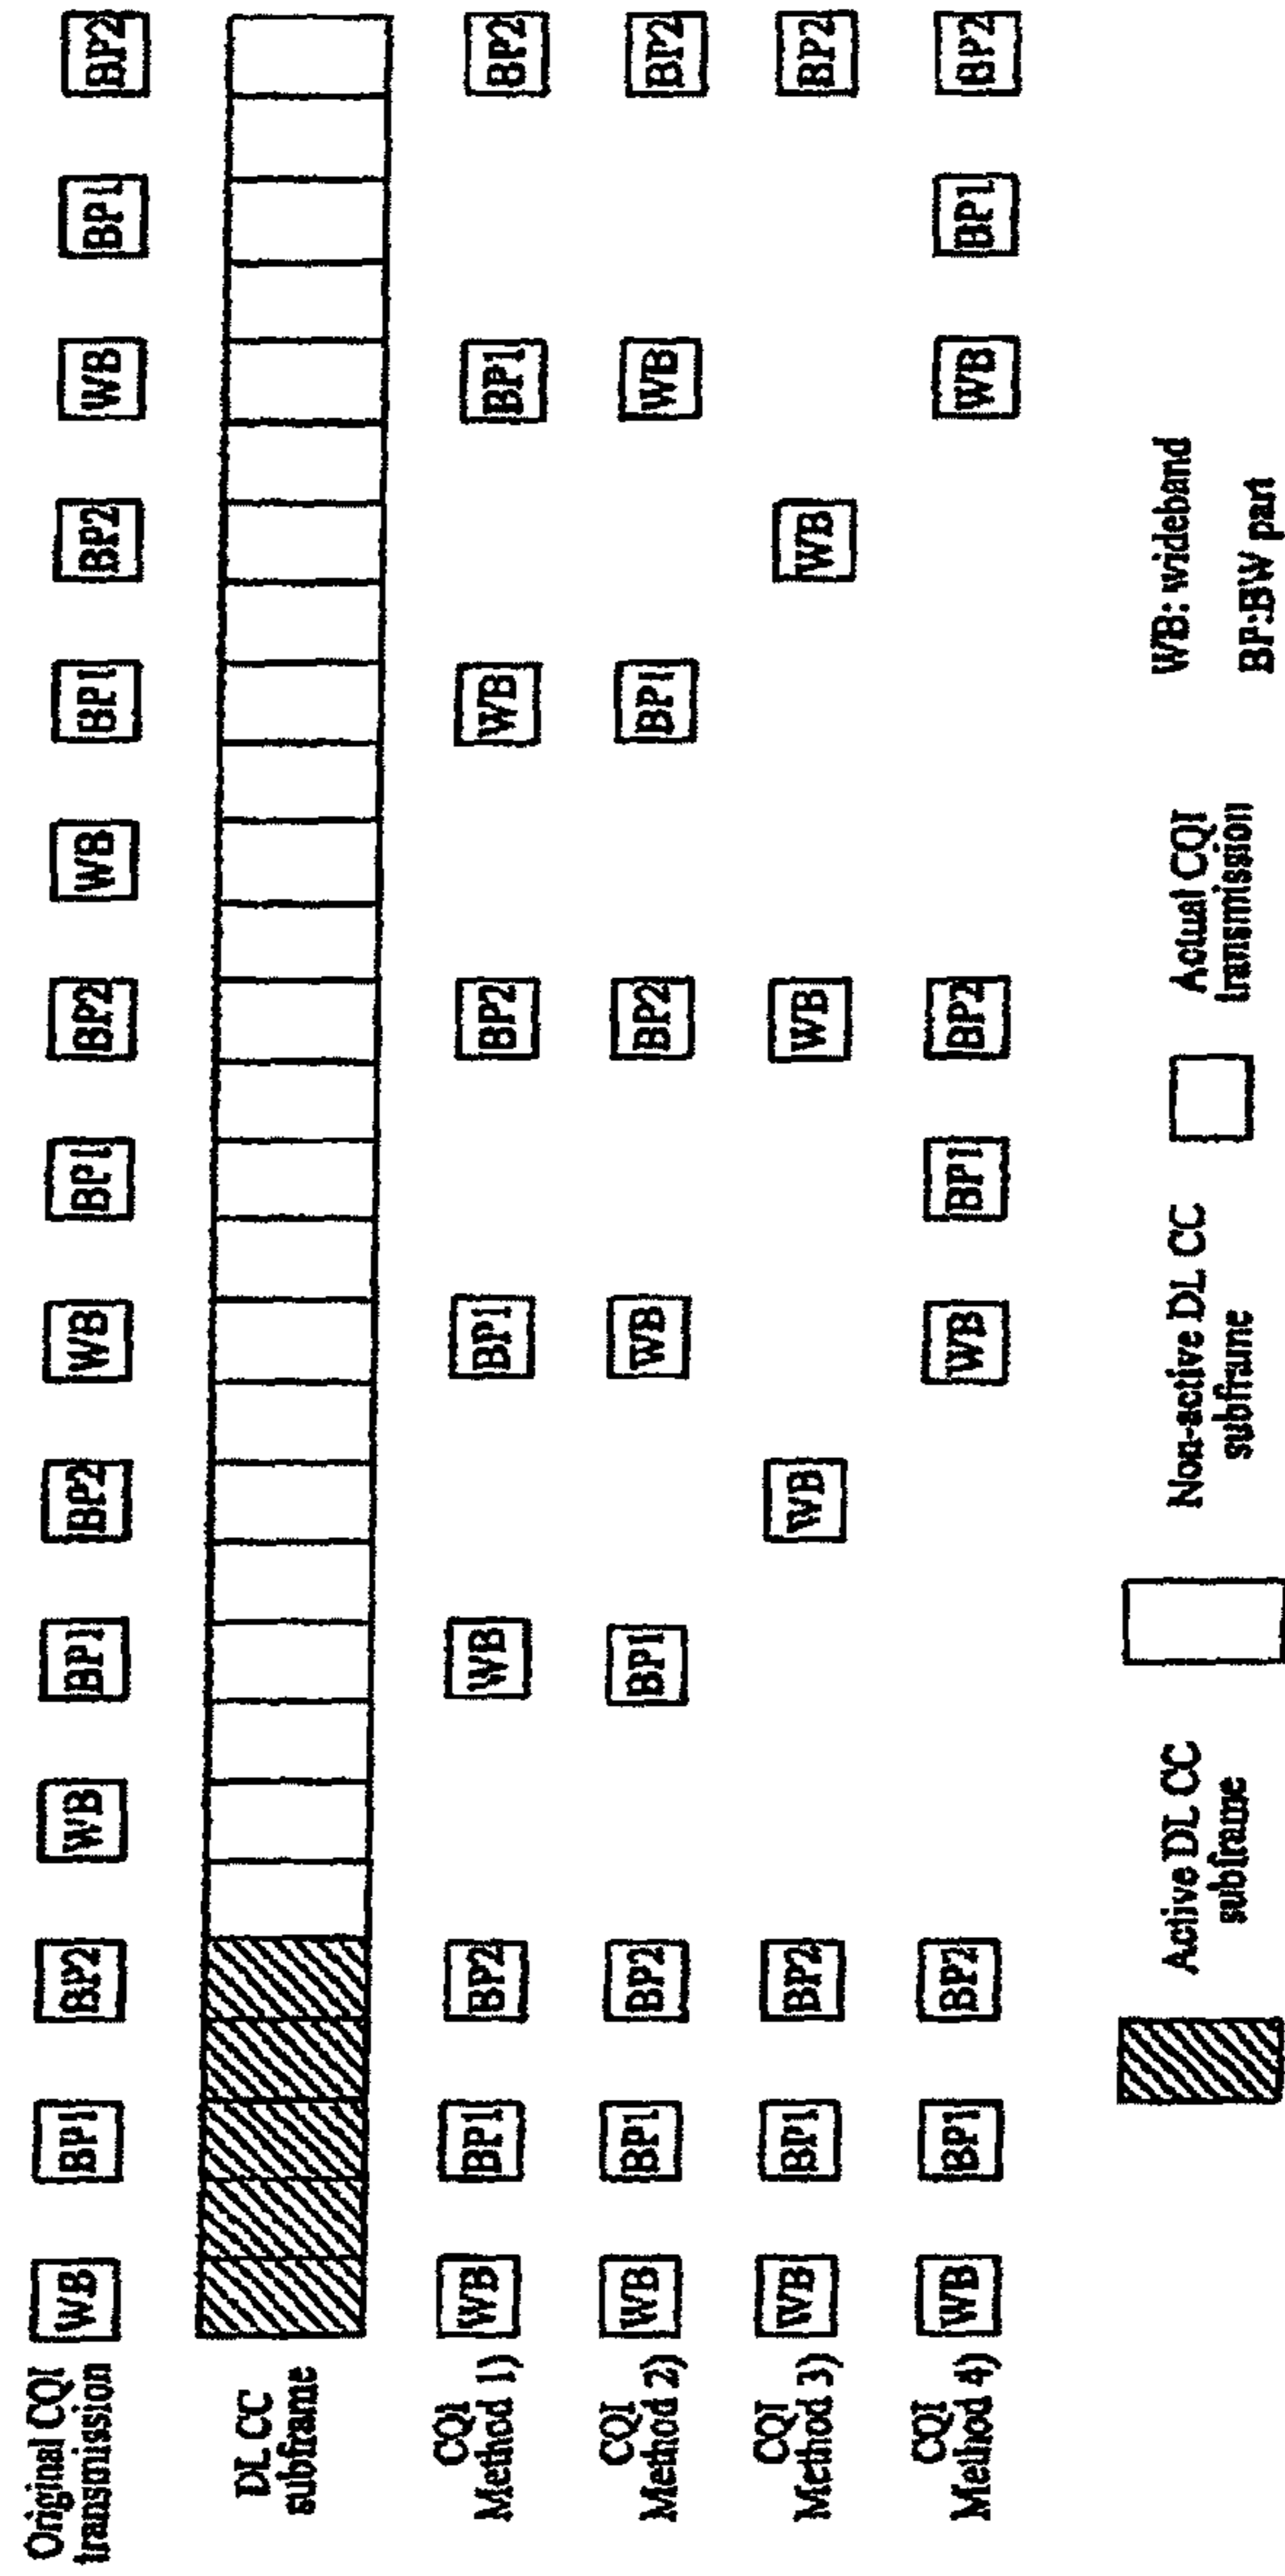 Original CQI
transmission
WB BP1 BP2 WB BP1 BP2 WB BP1 BP2 WB BP1 BP2 WB BP1 BP2
DL CC
subframe
CQI
Method 1)
WB BP1 BP2 WB BP1 BP2 WB BP1 BP2
CQI
Method 2)
WB BP1 BP2 BP1 WB BP2 BP1 WB BP2
CQI
Method 3)
WB BP1 BP2 WB WB WB BP2
CQI
Method 4)
WB BP1 BP2 WB BP1 BP2 WB BP1 BP2
Active DL CC
subframe
Non-active DL CC
subframe
Actual CQI
transmission
WB: wideband
BP:BW part